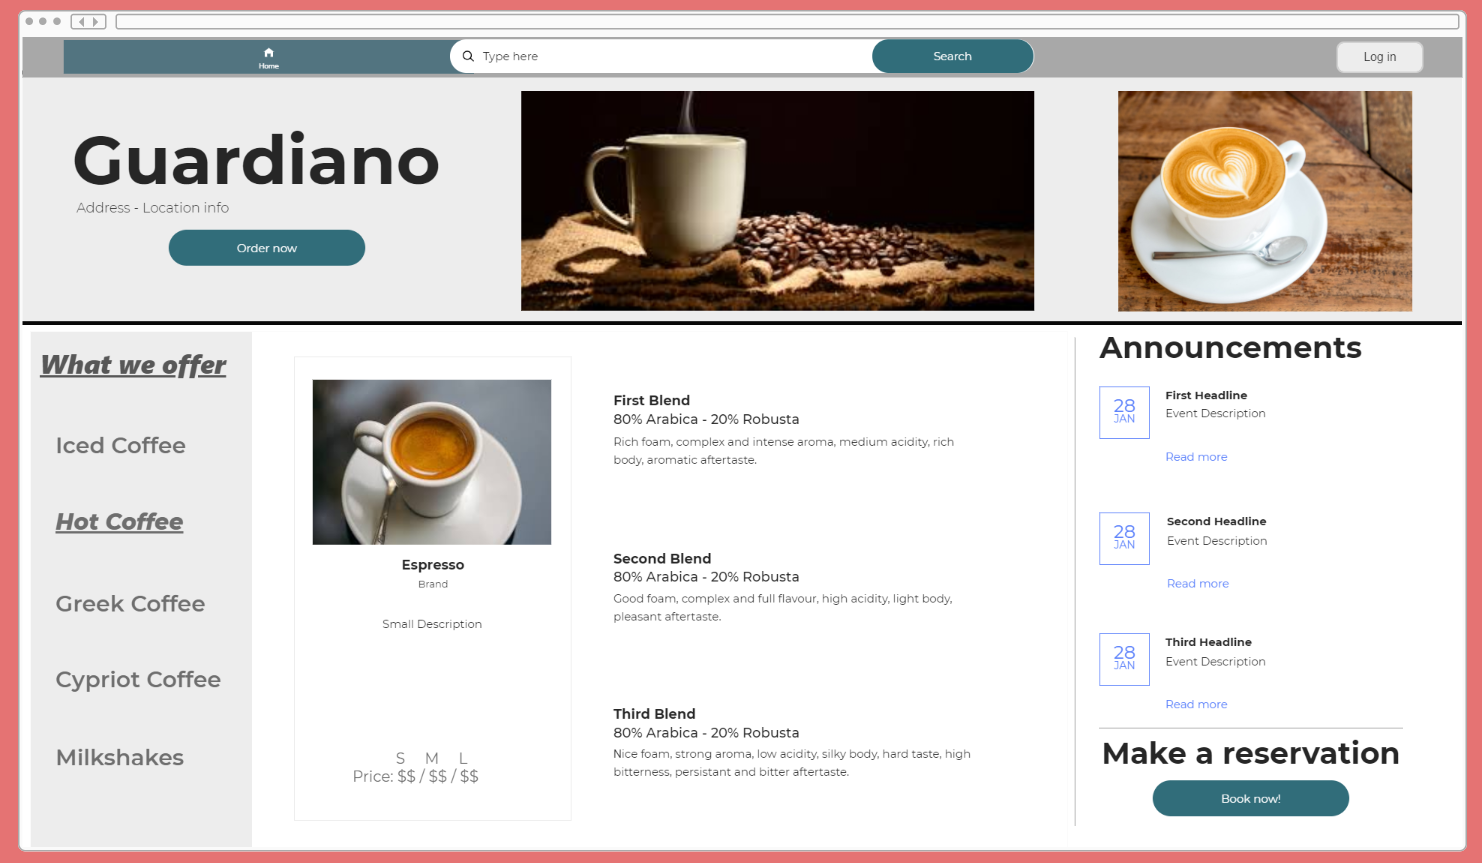 Home
Type here
Search
Log in
Guardiano
Address - Location info
Order now
What we offer
Iced Coffee
Hot Coffee
Greek Coffee
Cypriot Coffee
Milkshakes
Espresso
Brand
Small Description
S M L
Price: $$ / $$ / $$
First Blend
80% Arabica - 20% Robusta
Rich foam, complex and intense aroma, medium acidity, rich
body, aromatic aftertaste.
Second Blend
80% Arabica - 20% Robusta
Good foam, complex and full flavour, high acidity, light body,
pleasant aftertaste.
Third Blend
80% Arabica - 20% Robusta
Nice foam, strong aroma, low acidity, silky body, hard taste, high
bitterness, persistant and bitter aftertaste.
Announcements
28
JAN
First Headline
Event Description
Read more
28
JAN
Second Headline
Event Description
Read more
28
JAN
Third Headline
Event Description
Read more
Make a reservation
Book now!